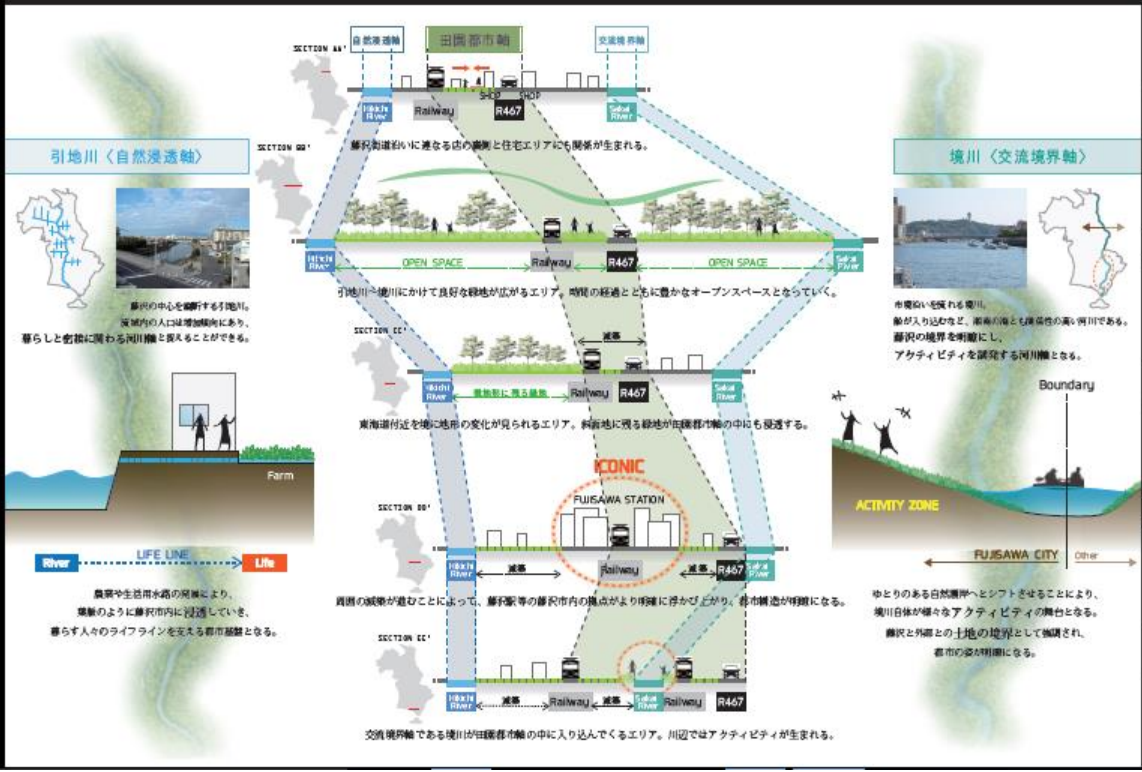 自然浸透軸
田園都市軸
交流境界軸
SECTION AA'
SHOP SHOP
Hikichi River
Railway
R467
Sakai River
藤沢街道沿いに連なる店の裏側と住宅エリアにも関係が生まれる。
SECTION BB'
Hikichi River
OPEN SPACE
Railway
R467
OPEN SPACE
Sakai River
引地川〜境川にかけて良好な緑地が広がるエリア。時間の経過とともに豊かなオープンスペースとなっていく。
SECTION CC'
減築
Hikichi River
残る緑地
Railway
R467
Sakai River
東海道付近を境に地形の変化が見られるエリア。斜面地に残る緑地が田園都市軸の中にも浸透する。
ICONIC
FUJISAWA STATION
SECTION DD'
Hikichi River
減築
Railway
減築
R467
Sakai River
周囲の減築が進むことによって、藤沢駅等の藤沢市内の拠点がより明確に浮かび上がり、都市構造が明確になる。
SECTION EE'
Hikichi River
減築
Railway
減築
Sakai River
Railway
R467
交流境界軸である境川が田園都市軸の中に入り込んでくるエリア。川辺ではアクティビティが生まれる。
引地川〈自然浸透軸〉
藤沢の中心を縦断する引地川。
流域内の人口は増加傾向にあり、
暮らしと密接に関わる河川軸と捉えることができる。
Farm
River
LIFE LINE
Life
農業や生活用水路の発展により、
葉脈のように藤沢市内に浸透していき、
暮らす人々のライフラインを支える都市基盤となる。
境川〈交流境界軸〉
市境沿いを流れる境川。
船が入り込むなど、湘南の海とも関係性の高い河川である。
藤沢の境界を明確にし、
アクティビティを誘発する河川軸となる。
Boundary
ACTIVITY ZONE
FUJISAWA CITY
Other
ゆとりのある自然護岸へとシフトさせることにより、
境川自体が様々なアクティビティの舞台となる。
藤沢と外部との土地の境界として強調され、
都市の姿が明確になる。